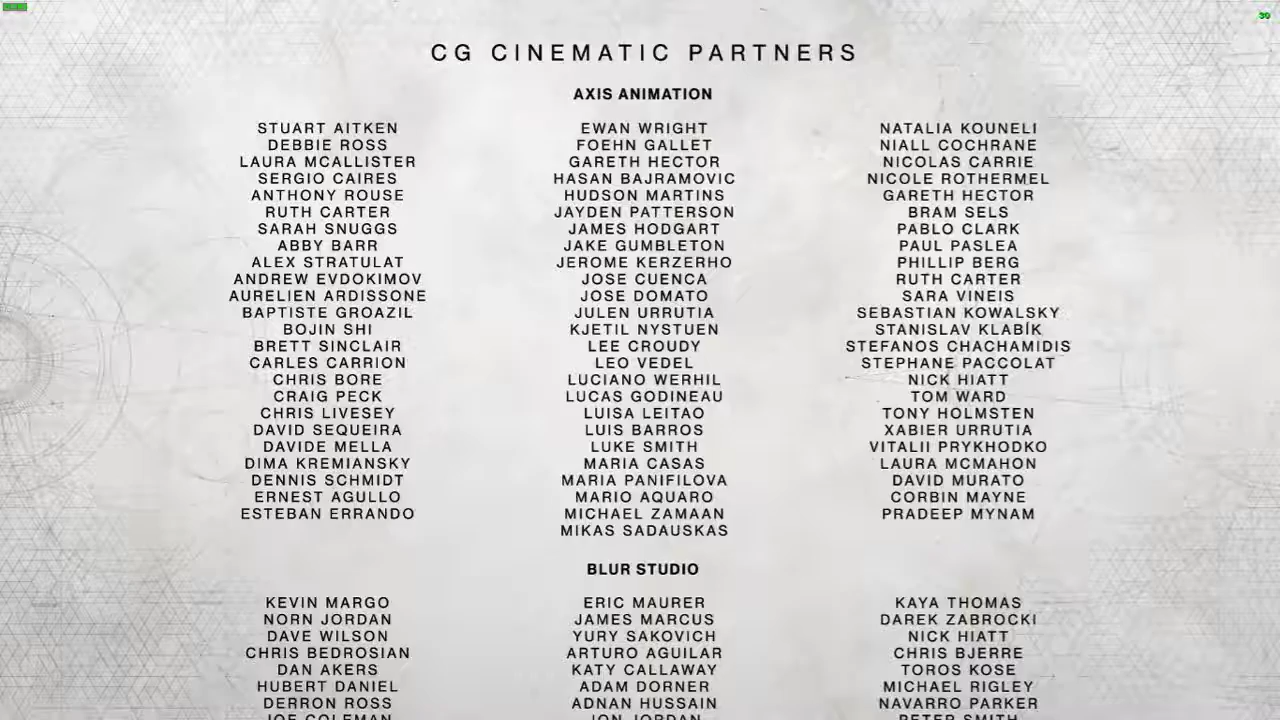 30
CG CINEMATIC PARTNERS
AXIS ANIMATION
STUART AITKEN EWAN WRIGHT NATALIA KOUNELI
DEBBIE ROSS FOEHN GALLET NIALL COCHRANE
LAURA MCALLISTER GARETH HECTOR NICOLAS CARRIE
SERGIO CAIRES HASAN BAJRAMOVIC NICOLE ROTHERMEL
ANTHONY ROUSE HUDSON MARTINS GARETH HECTOR
RUTH CARTER JAYDEN PATTERSON BRAM SELS
SARAH SNUGGS JAMES HODGART PABLO CLARK
ABBY BARR JAKE GUMBLETON PAUL PASLEA
ALEX STRATULAT JEROME KERZERHO PHILLIP BERG
ANDREW EVDOKIMOV JOSE CUENCA RUTH CARTER
AURELIEN ARDISSONE JOSE DOMATO SARA VINEIS
BAPTISTE GROAZIL JULEN URRUTIA SEBASTIAN KOWALSKY
BOJIN SHI KJETIL NYSTUEN STANISLAV KLABÍK
BRETT SINCLAIR LEE CROUDY STEFANOS CHACHAMIDIS
CARLES CARRION LEO VEDEL STEPHANE PACCOLAT
CHRIS BORE LUCIANO WERHIL NICK HIATT
CRAIG PECK LUCAS GODINEAU TOM WARD
CHRIS LIVESEY LUISA LEITAO TONY HOLMSTEN
DAVID SEQUEIRA LUIS BARROS XABIER URRUTIA
DAVIDE MELLA LUKE SMITH VITALII PRYKHODKO
DIMA KREMIANSKY MARIA CASAS LAURA MCMAHON
DENNIS SCHMIDT MARIA PANIFILOVA DAVID MURATO
ERNEST AGULLO MARIO AQUARO CORBIN MAYNE
ESTEBAN ERRANDO MICHAEL ZAMAAN PRADEEP MYNAM
MIKAS SADAUSKAS
BLUR STUDIO
KEVIN MARGO ERIC MAURER KAYA THOMAS
NORN JORDAN JAMES MARCUS DAREK ZABROCKI
DAVE WILSON YURY SAKOVICH NICK HIATT
CHRIS BEDROSIAN ARTURO AGUILAR CHRIS BJERRE
DAN AKERS KATY CALLAWAY TOROS KOSE
HUBERT DANIEL ADAM DORNER MICHAEL RIGLEY
DERRON ROSS ADNAN HUSSAIN NAVARRO PARKER
JOE COLEMAN JON JORDAN PETER SMITH